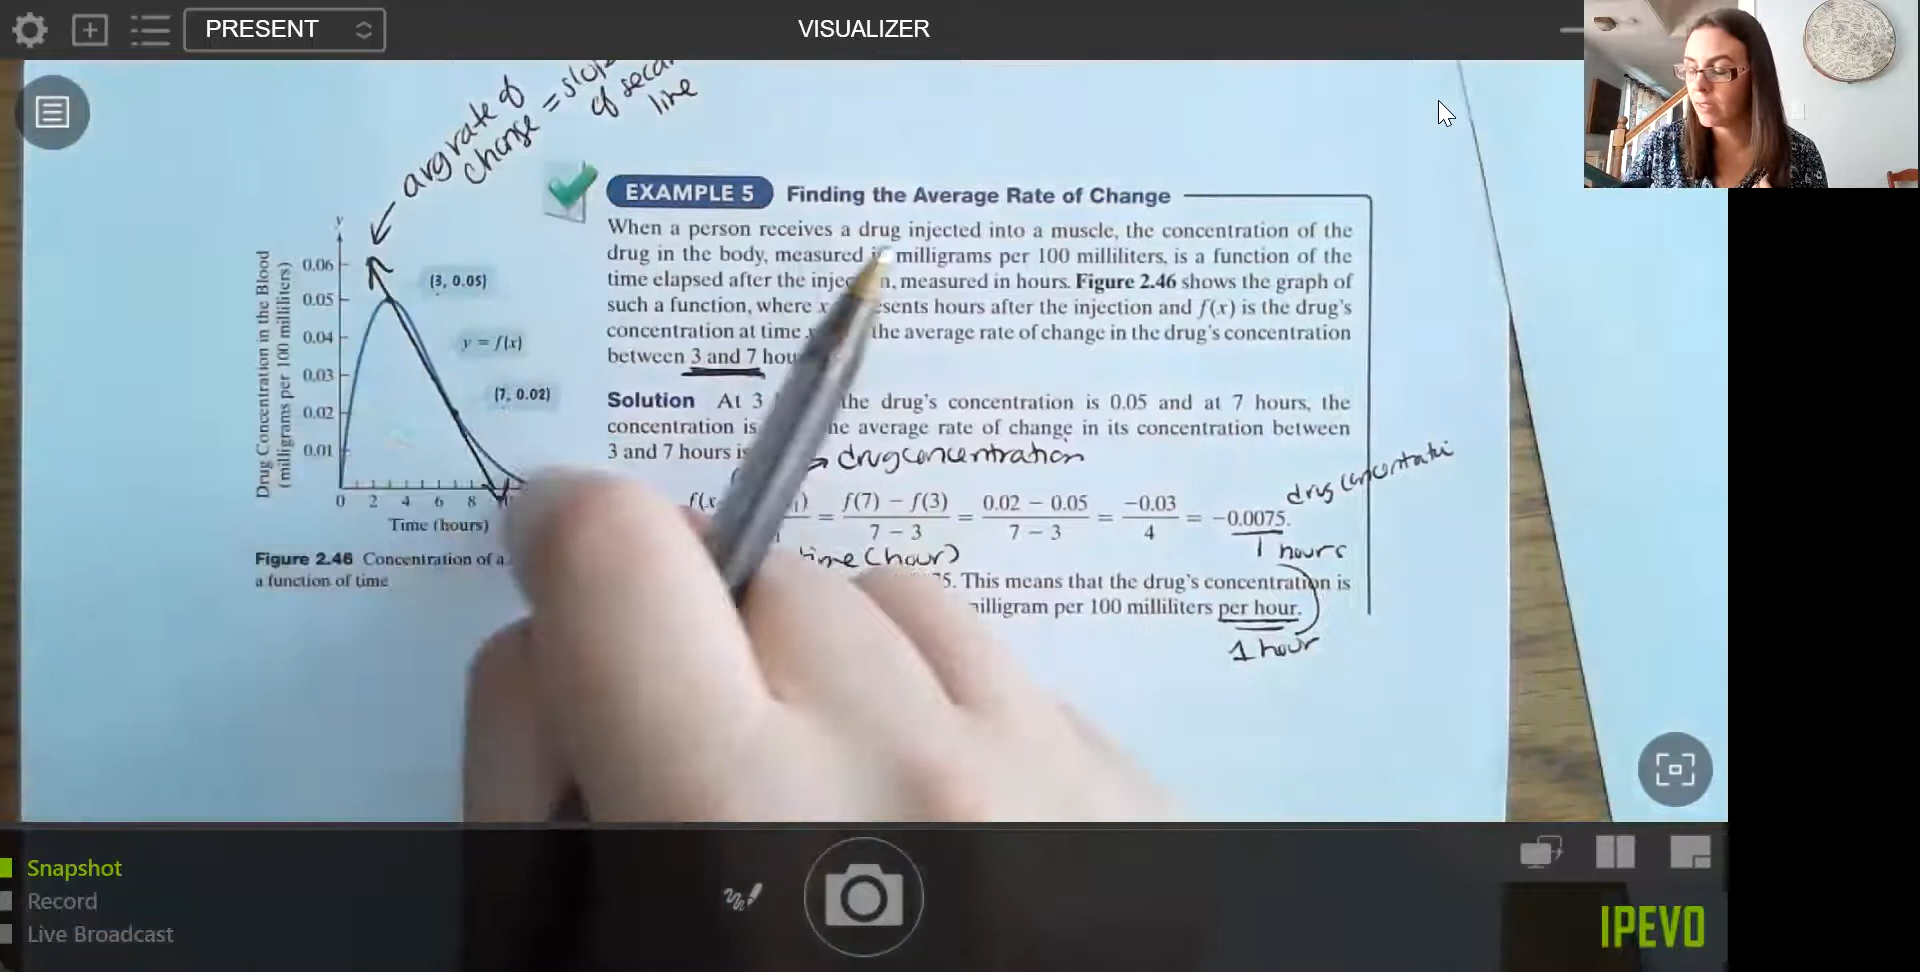 PRESENT
VISUALIZER
avg rate of
change = slope
of secan
line
EXAMPLE 5 Finding the Average Rate of Change
When a person receives a drug injected into a muscle, the concentration of the
drug in the body, measured i milligrams per 100 milliliters, is a function of the
time elapsed after the injec n, measured in hours. Figure 2.46 shows the graph of
such a function, where x esents hours after the injection and f(x) is the drug's
concentration at time the average rate of change in the drug's concentration
between 3 and 7 hou
Solution At 3 the drug's concentration is 0.05 and at 7 hours, the
concentration is he average rate of change in its concentration between
3 and 7 hours is
drug concentration
f(7) − f(3) / 7 − 3 = 0.02 − 0.05 / 7 − 3 = −0.03 / 4 = −0.0075.
drug concentratio
time (hour)
1 hours
75. This means that the drug's concentration is
illigram per 100 milliliters per hour.
1 hour
y
Drug Concentration in the Blood
(milligrams per 100 milliliters)
0.06
0.05
0.04
0.03
0.02
0.01
(3, 0.05)
y = f(x)
(7, 0.02)
0 2 4 6 8
Time (hours)
Figure 2.46 Concentration of a
a function of time
Snapshot
Record
Live Broadcast
IPEVO